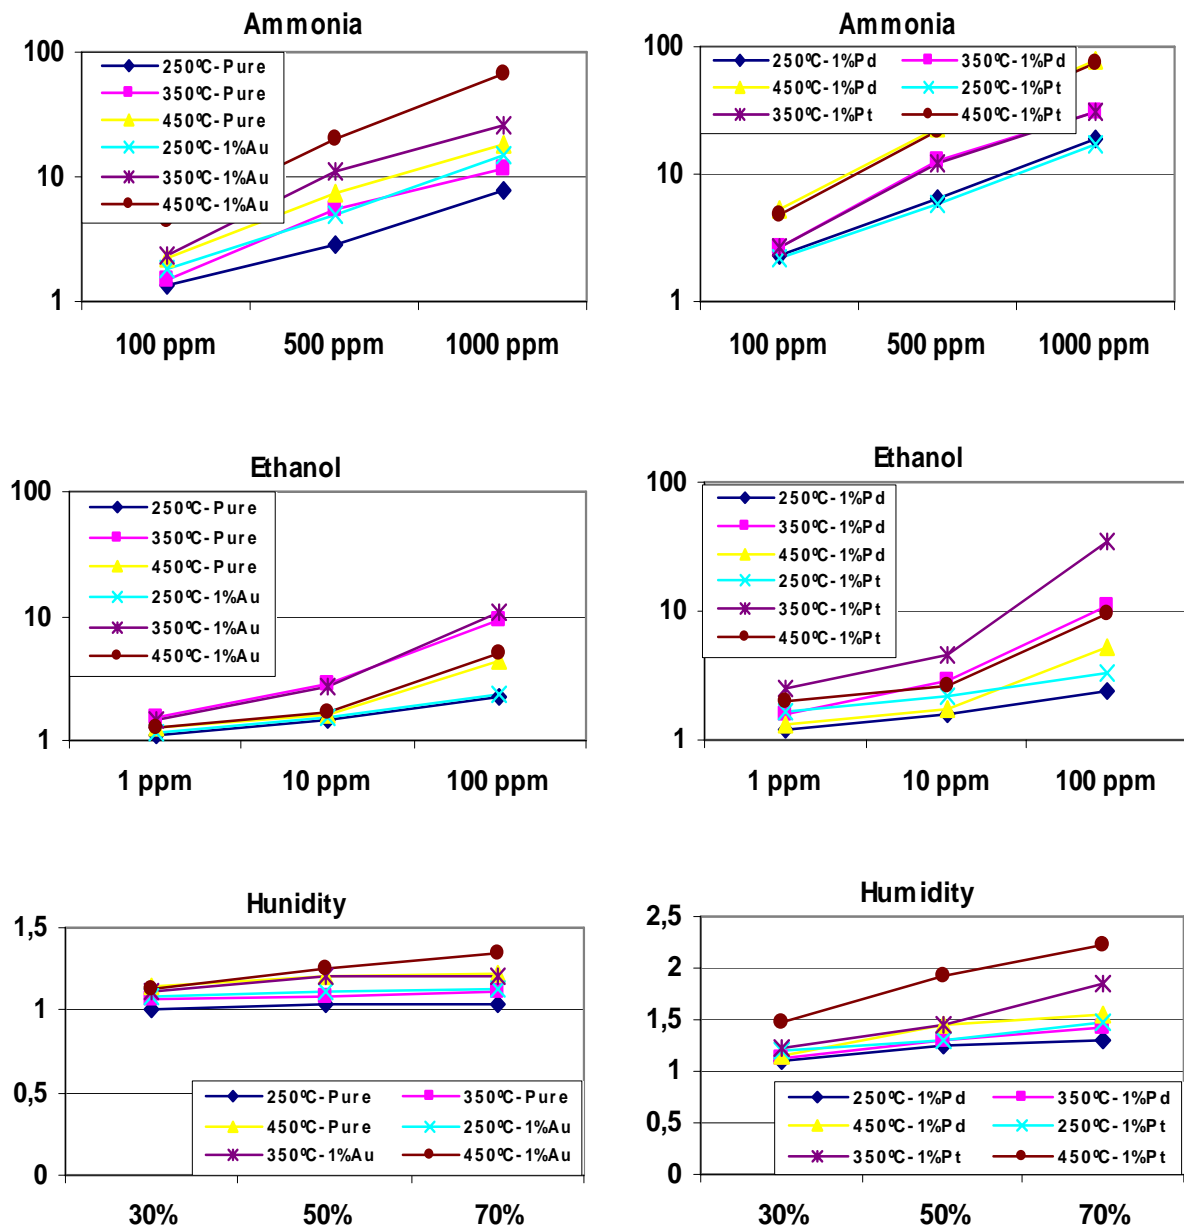 Ammonia
100
10
1
250ºC-Pure
350ºC-Pure
450ºC-Pure
250ºC-1%Au
350ºC-1%Au
450ºC-1%Au
100 ppm 500 ppm 1000 ppm
Ammonia
100
10
1
250ºC-1%Pd 350ºC-1%Pd
450ºC-1%Pd 250ºC-1%Pt
350ºC-1%Pt 450ºC-1%Pt
100 ppm 500 ppm 1000 ppm
Ethanol
100
10
1
250ºC-Pure
350ºC-Pure
450ºC-Pure
250ºC-1%Au
350ºC-1%Au
450ºC-1%Au
1 ppm 10 ppm 100 ppm
Ethanol
100
10
1
250ºC-1%Pd
350ºC-1%Pd
450ºC-1%Pd
250ºC-1%Pt
350ºC-1%Pt
450ºC-1%Pt
1 ppm 10 ppm 100 ppm
Hunidity
1,5
1
0,5
0
250ºC-Pure 350ºC-Pure
450ºC-Pure 250ºC-1%Au
350ºC-1%Au 450ºC-1%Au
30% 50% 70%
Humidity
2,5
2
1,5
1
0,5
0
250ºC-1%Pd 350ºC-1%Pd
450ºC-1%Pd 250ºC-1%Pt
350ºC-1%Pt 450ºC-1%Pt
30% 50% 70%